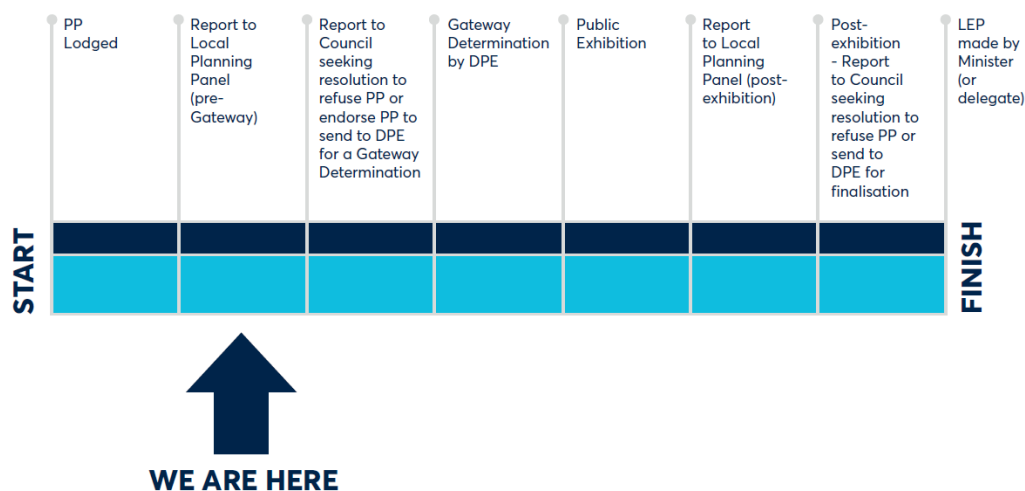 PP
Lodged
Report to
Local
Planning
Panel
(pre-
Gateway)
Report to
Council
seeking
resolution to
refuse PP or
endorse PP to
send to DPE
for a Gateway
Determination
Gateway
Determination
by DPE
Public
Exhibition
Report
to Local
Planning
Panel (post-
exhibition)
Post-
exhibition
- Report
to Council
seeking
resolution to
refuse PP or
send to
DPE for
finalisation
LEP
made by
Minister
(or
delegate)
START
FINISH
WE ARE HERE